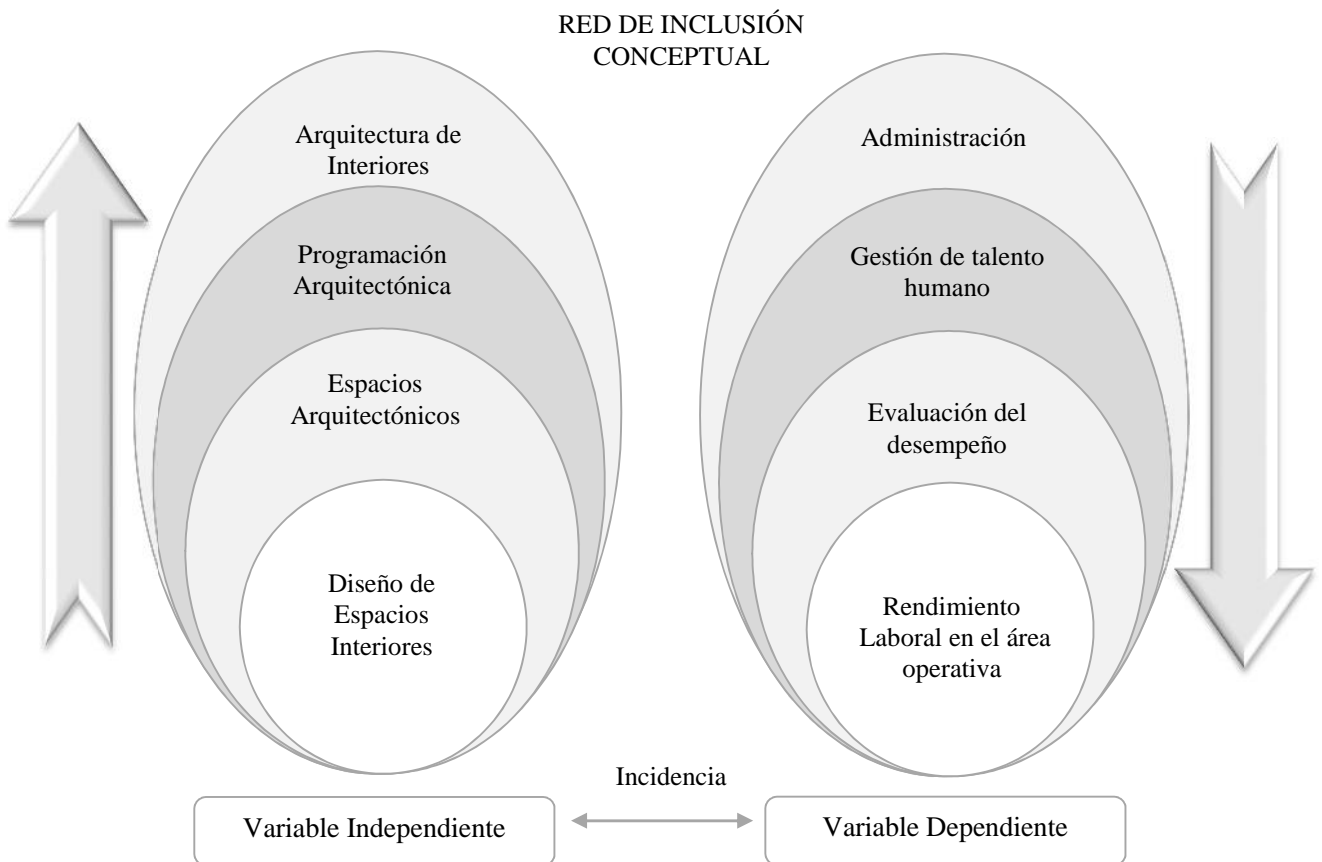 RED DE INCLUSIÓN
CONCEPTUAL
Arquitectura de
Interiores
Programación
Arquitectónica
Espacios
Arquitectónicos
Diseño de
Espacios
Interiores
Administración
Gestión de talento
humano
Evaluación del
desempeño
Rendimiento
Laboral en el área
operativa
Incidencia
Variable Independiente
Variable Dependiente